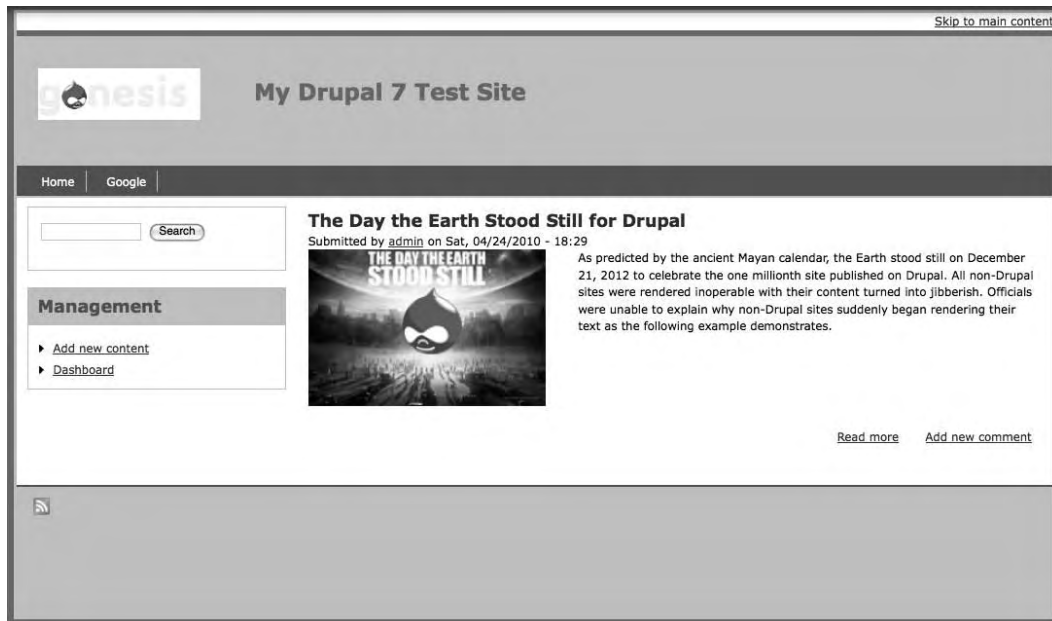 Skip to main content
genesis
My Drupal 7 Test Site
Home
Google
Search
Management
Add new content
Dashboard
The Day the Earth Stood Still for Drupal
Submitted by admin on Sat, 04/24/2010 - 18:29
THE DAY THE EARTH
STOOD STILL
As predicted by the ancient Mayan calendar, the Earth stood still on December
21, 2012 to celebrate the one millionth site published on Drupal. All non-Drupal
sites were rendered inoperable with their content turned into jibberish. Officials
were unable to explain why non-Drupal sites suddenly began rendering their
text as the following example demonstrates.
Read more
Add new comment